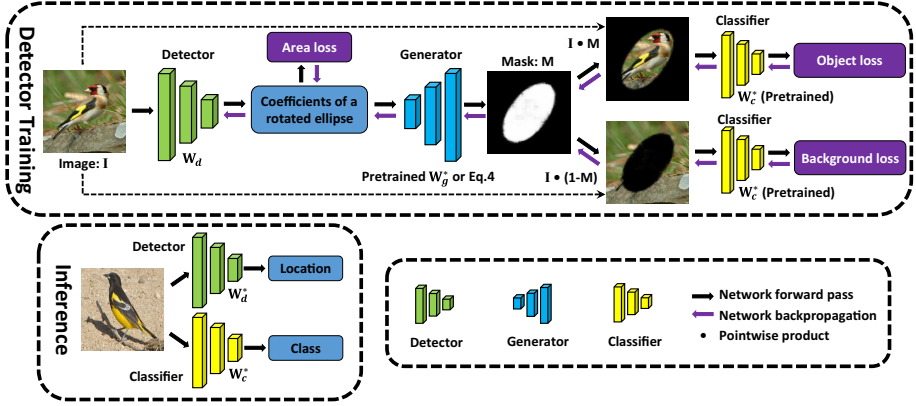 Detector Training
Image: I
Detector
W_d
Area loss
Coefficients of a
rotated ellipse
Generator
Pretrained W_g^* or Eq.4
Mask: M
I • M
I • (1-M)
Classifier
W_c^* (Pretrained)
Object loss
Classifier
W_c^* (Pretrained)
Background loss
Inference
Detector
W_d^*
Location
Classifier
W_c^*
Class
Detector
Generator
Classifier
Network forward pass
Network backpropagation
• Pointwise product